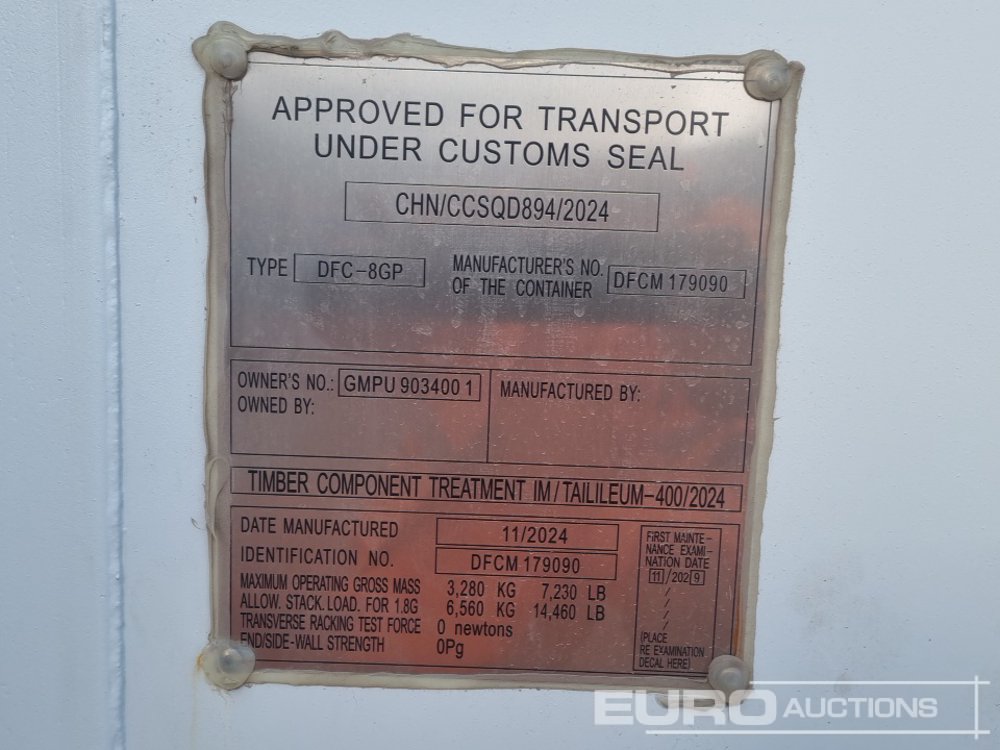 APPROVED FOR TRANSPORT
UNDER CUSTOMS SEAL
CHN/CCSQD894/2024
TYPE DFC-8GP
MANUFACTURER'S NO.
OF THE CONTAINER
DFCM 179090
OWNER'S NO.: GMPU 903400 1
OWNED BY:
MANUFACTURED BY:
TIMBER COMPONENT TREATMENT IM/TAILILEUM-400/2024
DATE MANUFACTURED 11/2024
IDENTIFICATION NO. DFCM 179090
MAXIMUM OPERATING GROSS MASS 3,280 KG 7,230 LB
ALLOW. STACK. LOAD. FOR 1.8G 6,560 KG 14,460 LB
TRANSVERSE RACKING TEST FORCE 0 newtons
END/SIDE-WALL STRENGTH 0Pg
FIRST MAINTE-
NANCE EXAMI-
NATION DATE
11/2029
/
/
/
/
(PLACE
RE EXAMINATION
DECAL HERE)
EURO AUCTIONS